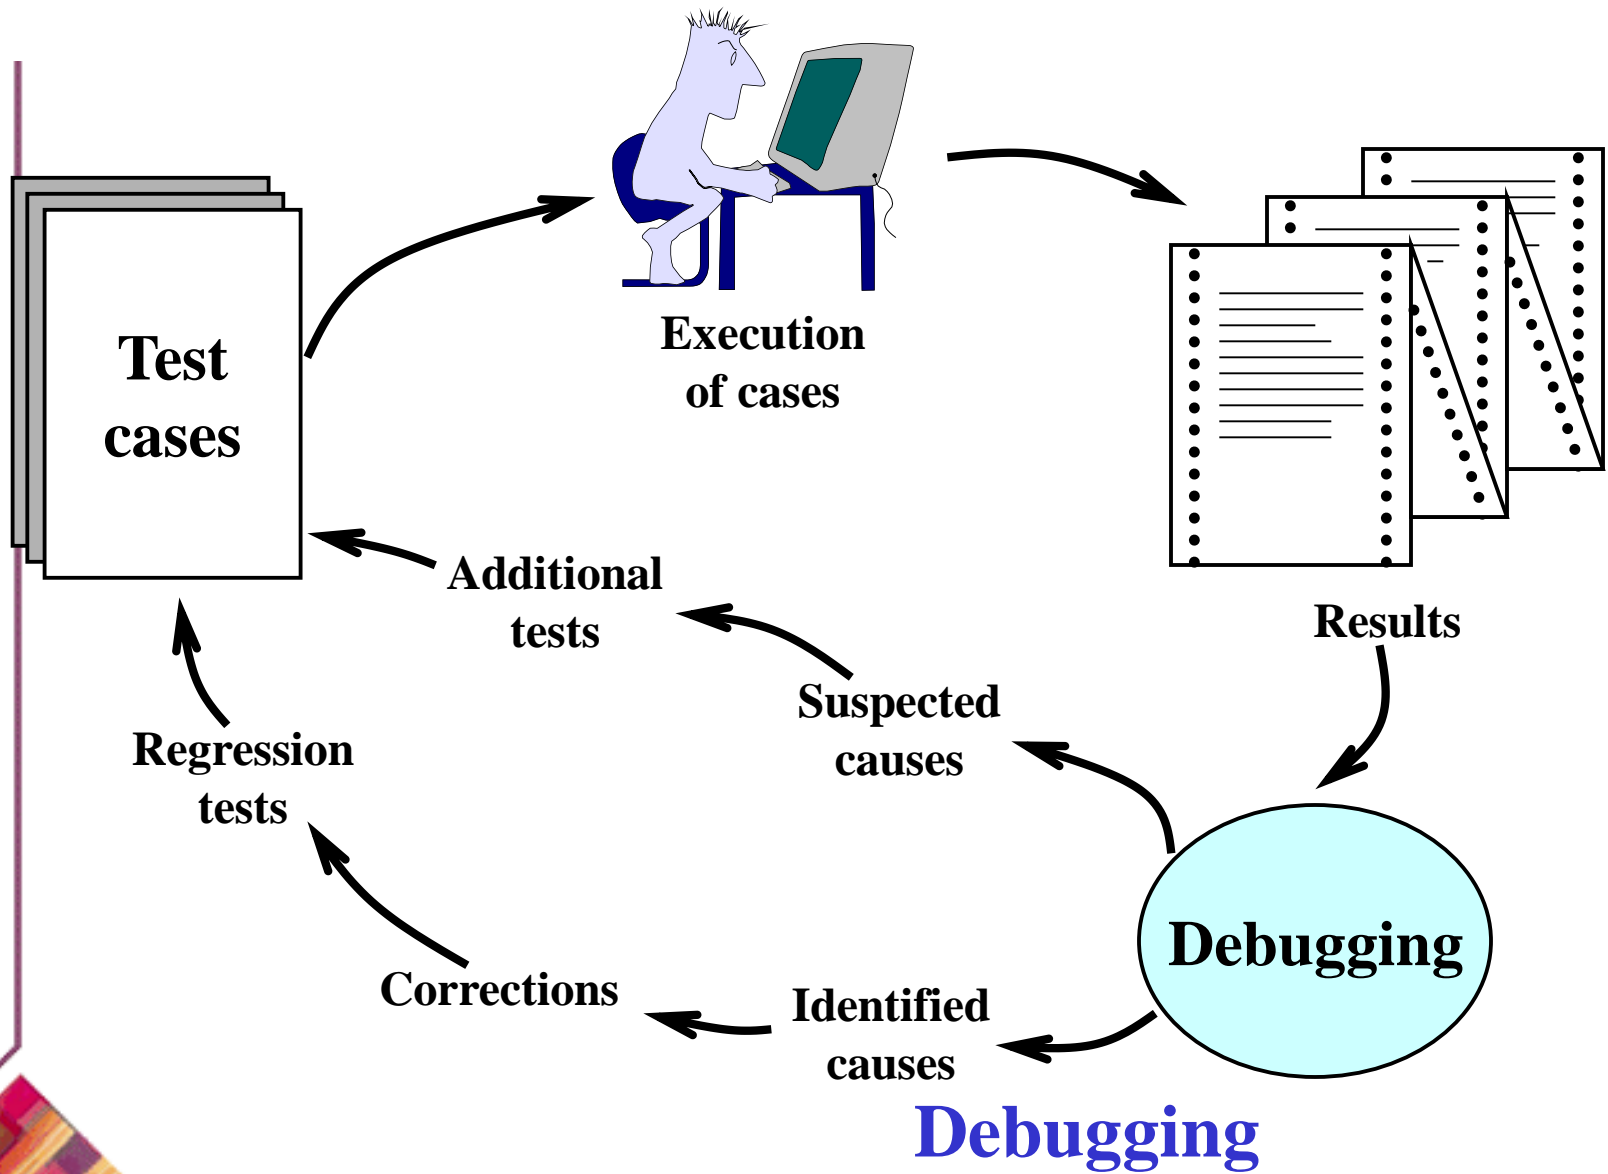 Test
cases
Execution
of cases
Results
Additional
tests
Suspected
causes
Regression
tests
Debugging
Corrections
Identified
causes
Debugging